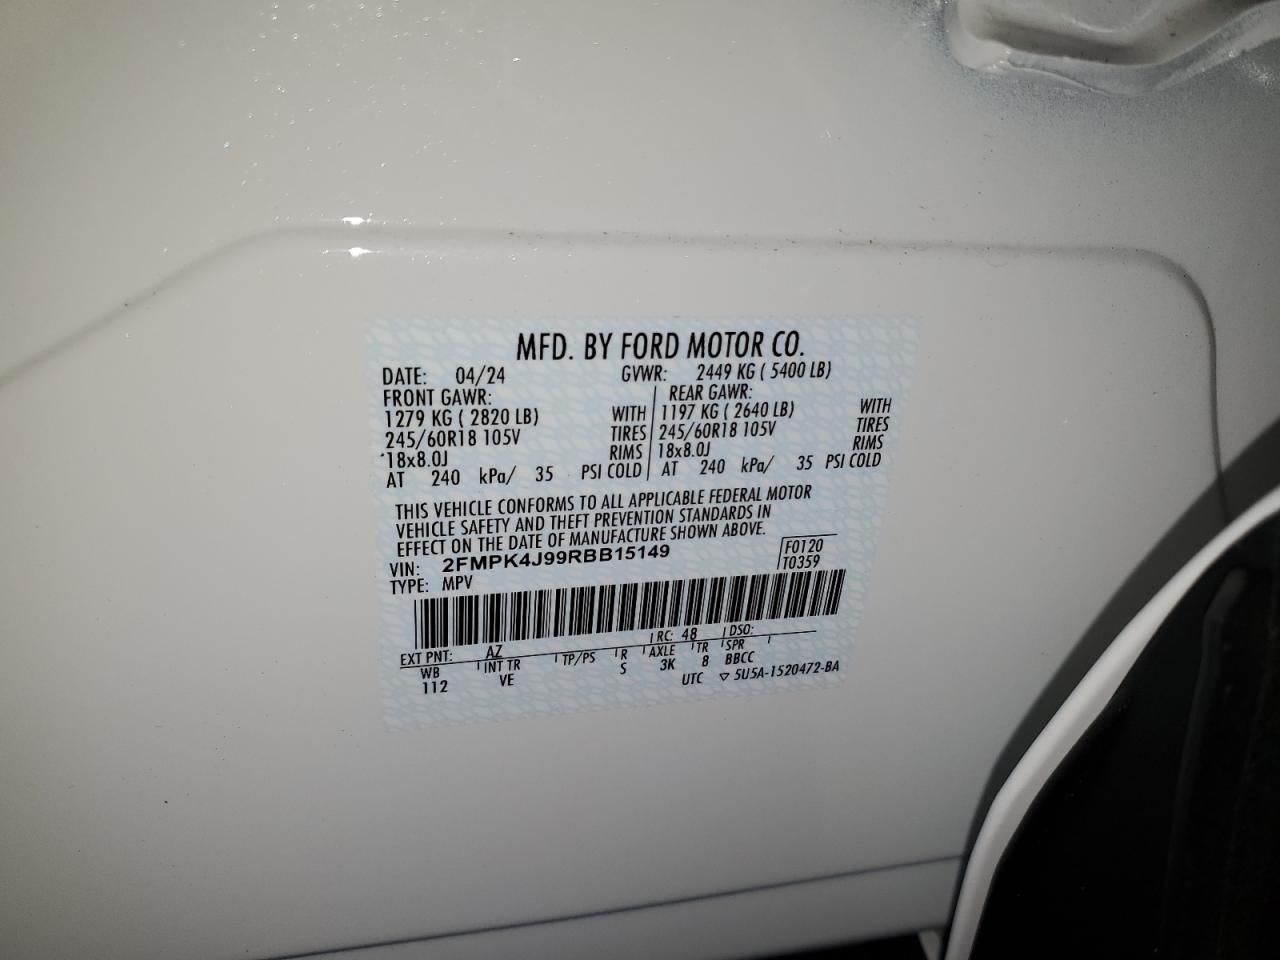 MFD. BY FORD MOTOR CO.
DATE: 04/24 GVWR: 2449 KG ( 5400 LB)
FRONT GAWR: REAR GAWR:
1279 KG ( 2820 LB) WITH 1197 KG ( 2640 LB) WITH
245/60R18 105V TIRES 245/60R18 105V TIRES
18x8.0J RIMS 18x8.0J RIMS
AT 240 kPa/ 35 PSI COLD AT 240 kPa/ 35 PSI COLD
THIS VEHICLE CONFORMS TO ALL APPLICABLE FEDERAL MOTOR
VEHICLE SAFETY AND THEFT PREVENTION STANDARDS IN
EFFECT ON THE DATE OF MANUFACTURE SHOWN ABOVE.
VIN: 2FMPK4J99RBB15149 F0120
TYPE: MPV T0359
EXT PNT: AZ RC: 48 DSO:
WB INT TR TP/PS R AXLE TR SPR
112 VE S 3K 8 BBCC
UTC ▽ 5U5A-1520472-BA